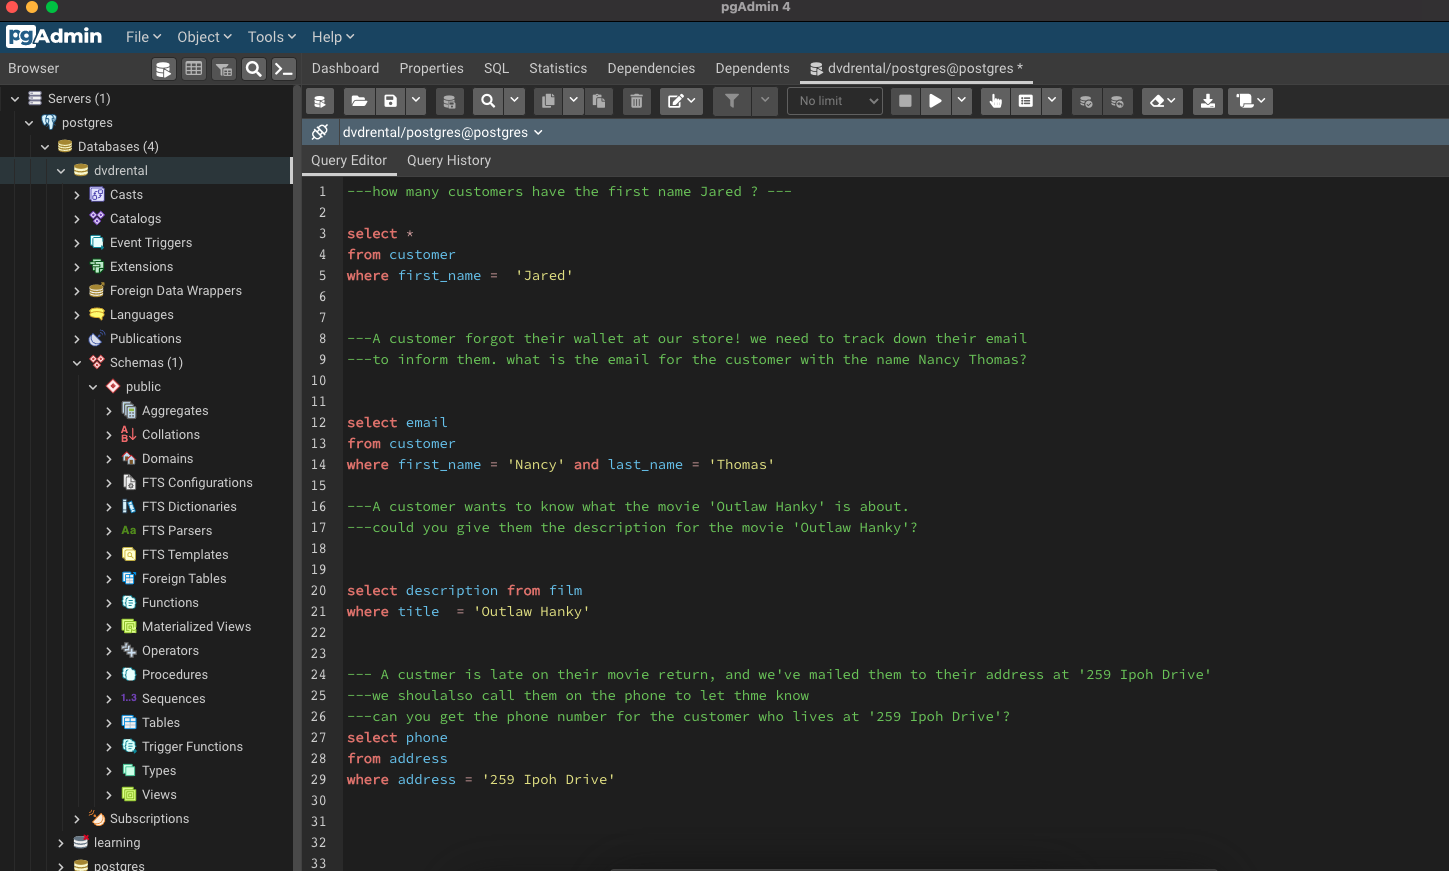 pgAdmin 4
pgAdmin File Object Tools Help
Browser
Dashboard Properties SQL Statistics Dependencies Dependents dvdrental/postgres@postgres *
No limit
dvdrental/postgres@postgres
Query Editor Query History
Servers (1)
postgres
Databases (4)
dvdrental
Casts
Catalogs
Event Triggers
Extensions
Foreign Data Wrappers
Languages
Publications
Schemas (1)
public
Aggregates
Collations
Domains
FTS Configurations
FTS Dictionaries
Aa FTS Parsers
FTS Templates
Foreign Tables
Functions
Materialized Views
Operators
Procedures
1..3 Sequences
Tables
Trigger Functions
Types
Views
Subscriptions
learning
postgres
1 ---how many customers have the first name Jared ? ---
2
3 select *
4 from customer
5 where first_name =  'Jared'
6
7
8 ---A customer forgot their wallet at our store! we need to track down their email
9 ---to inform them. what is the email for the customer with the name Nancy Thomas?
10
11
12 select email
13 from customer
14 where first_name = 'Nancy' and last_name = 'Thomas'
15
16 ---A customer wants to know what the movie 'Outlaw Hanky' is about.
17 ---could you give them the description for the movie 'Outlaw Hanky'?
18
19
20 select description from film
21 where title  = 'Outlaw Hanky'
22
23
24 --- A custmer is late on their movie return, and we've mailed them to their address at '259 Ipoh Drive'
25 ---we shoulalso call them on the phone to let thme know
26 ---can you get the phone number for the customer who lives at '259 Ipoh Drive'?
27 select phone
28 from address
29 where address = '259 Ipoh Drive'
30
31
32
33